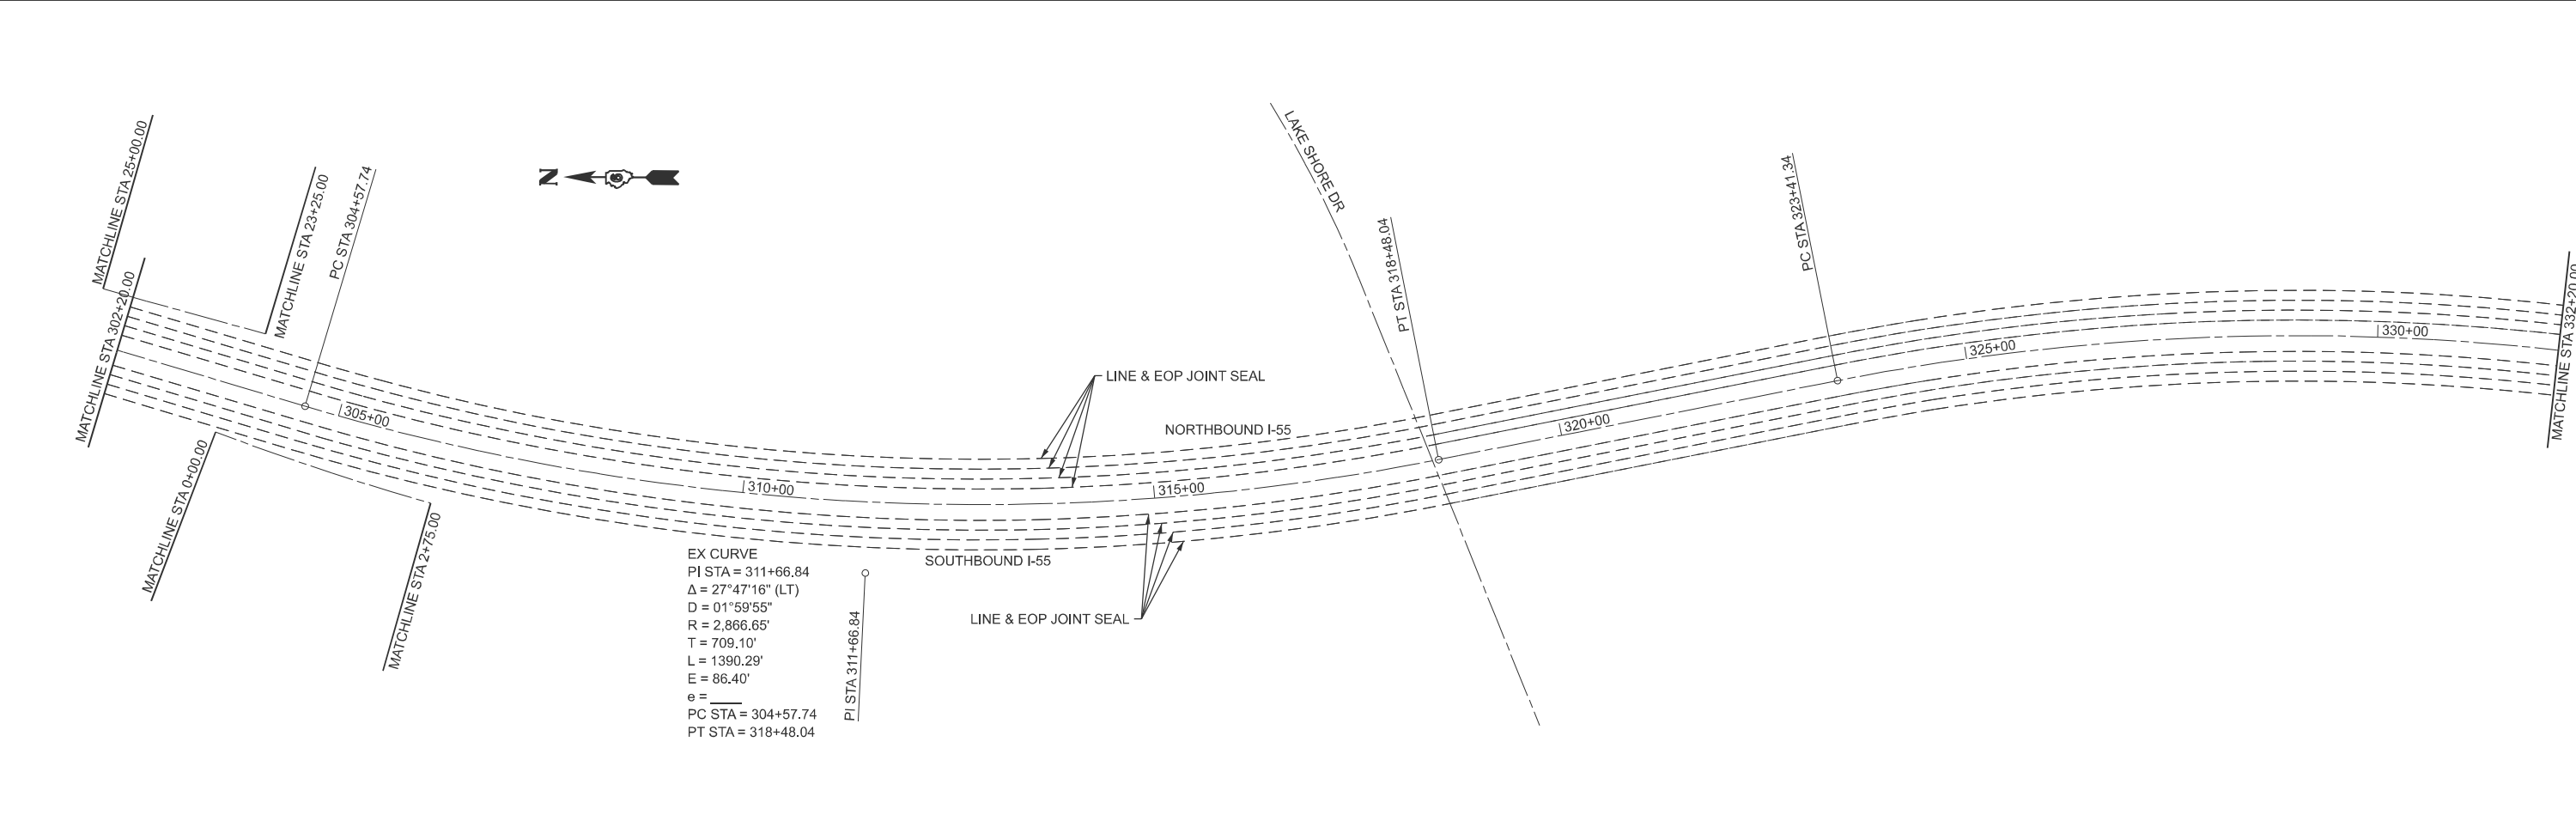 MATCHLINE STA 25+00.00
MATCHLINE STA 302+20.00
MATCHLINE STA 23+25.00
PC STA 304+57.74
N
LAKE SHORE DR
PT STA 318+48.04
PC STA 323+41.34
MATCHLINE STA 332+20.00
330+00
325+00
320+00
LINE & EOP JOINT SEAL
NORTHBOUND I-55
305+00
310+00
315+00
MATCHLINE STA 0+00.00
MATCHLINE STA 2+75.00
SOUTHBOUND I-55
LINE & EOP JOINT SEAL
EX CURVE
PI STA = 311+66.84
Δ = 27°47'16" (LT)
D = 01°59'55"
R = 2,866.65'
T = 709.10'
L = 1390.29'
E = 86.40'
e = ____
PC STA = 304+57.74
PT STA = 318+48.04
PI STA 311+66.84